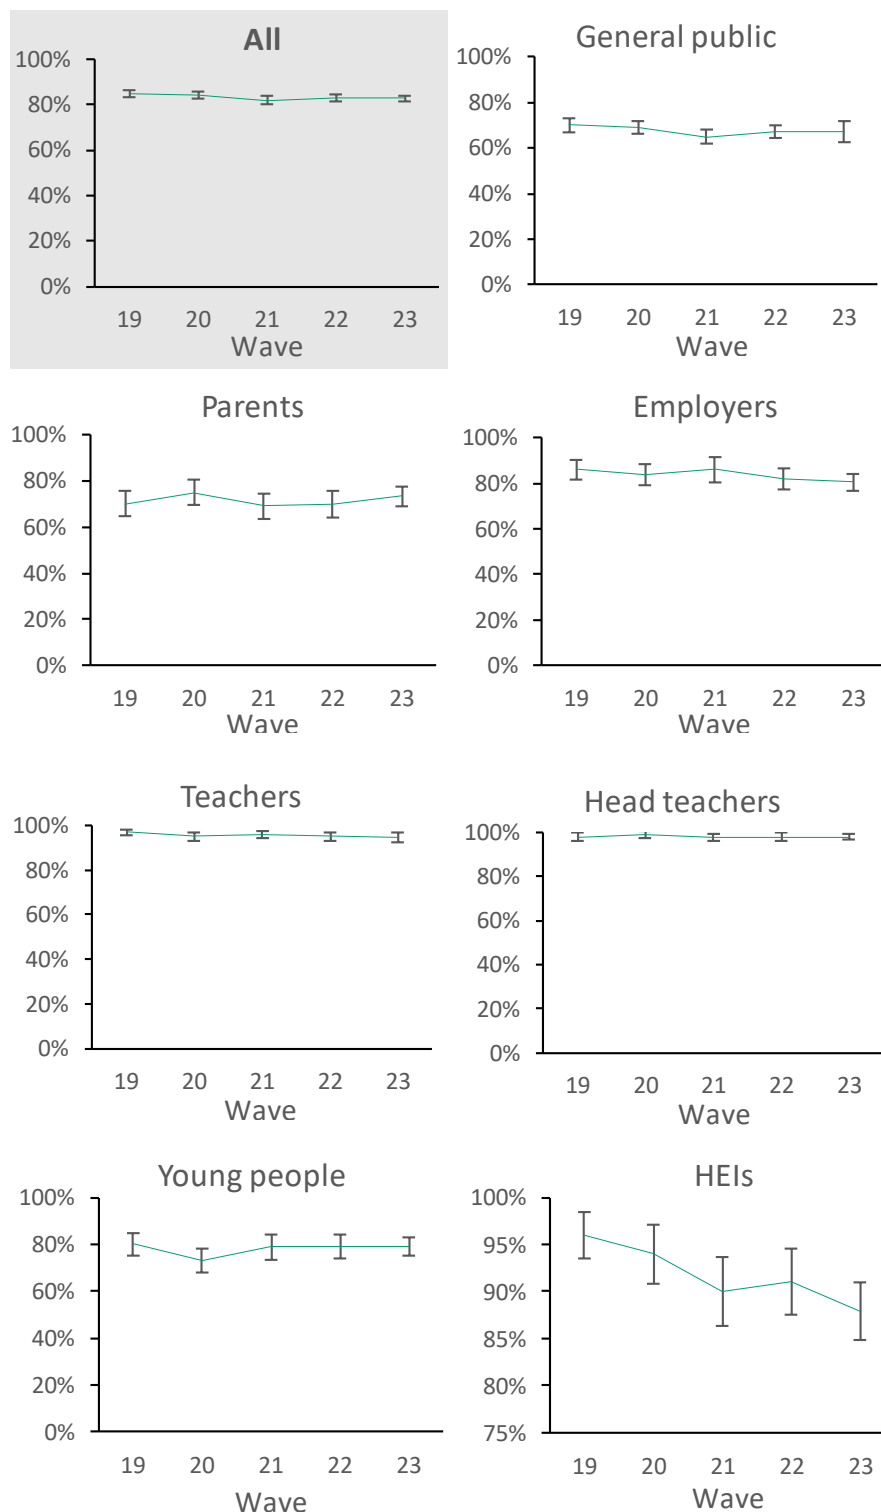 All
100%
80%
60%
40%
20%
0%
19 20 21 22 23
Wave
General public
100%
80%
60%
40%
20%
0%
19 20 21 22 23
Wave
Parents
100%
80%
60%
40%
20%
0%
19 20 21 22 23
Wave
Employers
100%
80%
60%
40%
20%
0%
19 20 21 22 23
Wave
Teachers
100%
80%
60%
40%
20%
0%
19 20 21 22 23
Wave
Head teachers
100%
80%
60%
40%
20%
0%
19 20 21 22 23
Wave
Young people
100%
80%
60%
40%
20%
0%
19 20 21 22 23
Wave
HEIs
100%
95%
90%
85%
80%
75%
19 20 21 22 23
Wave